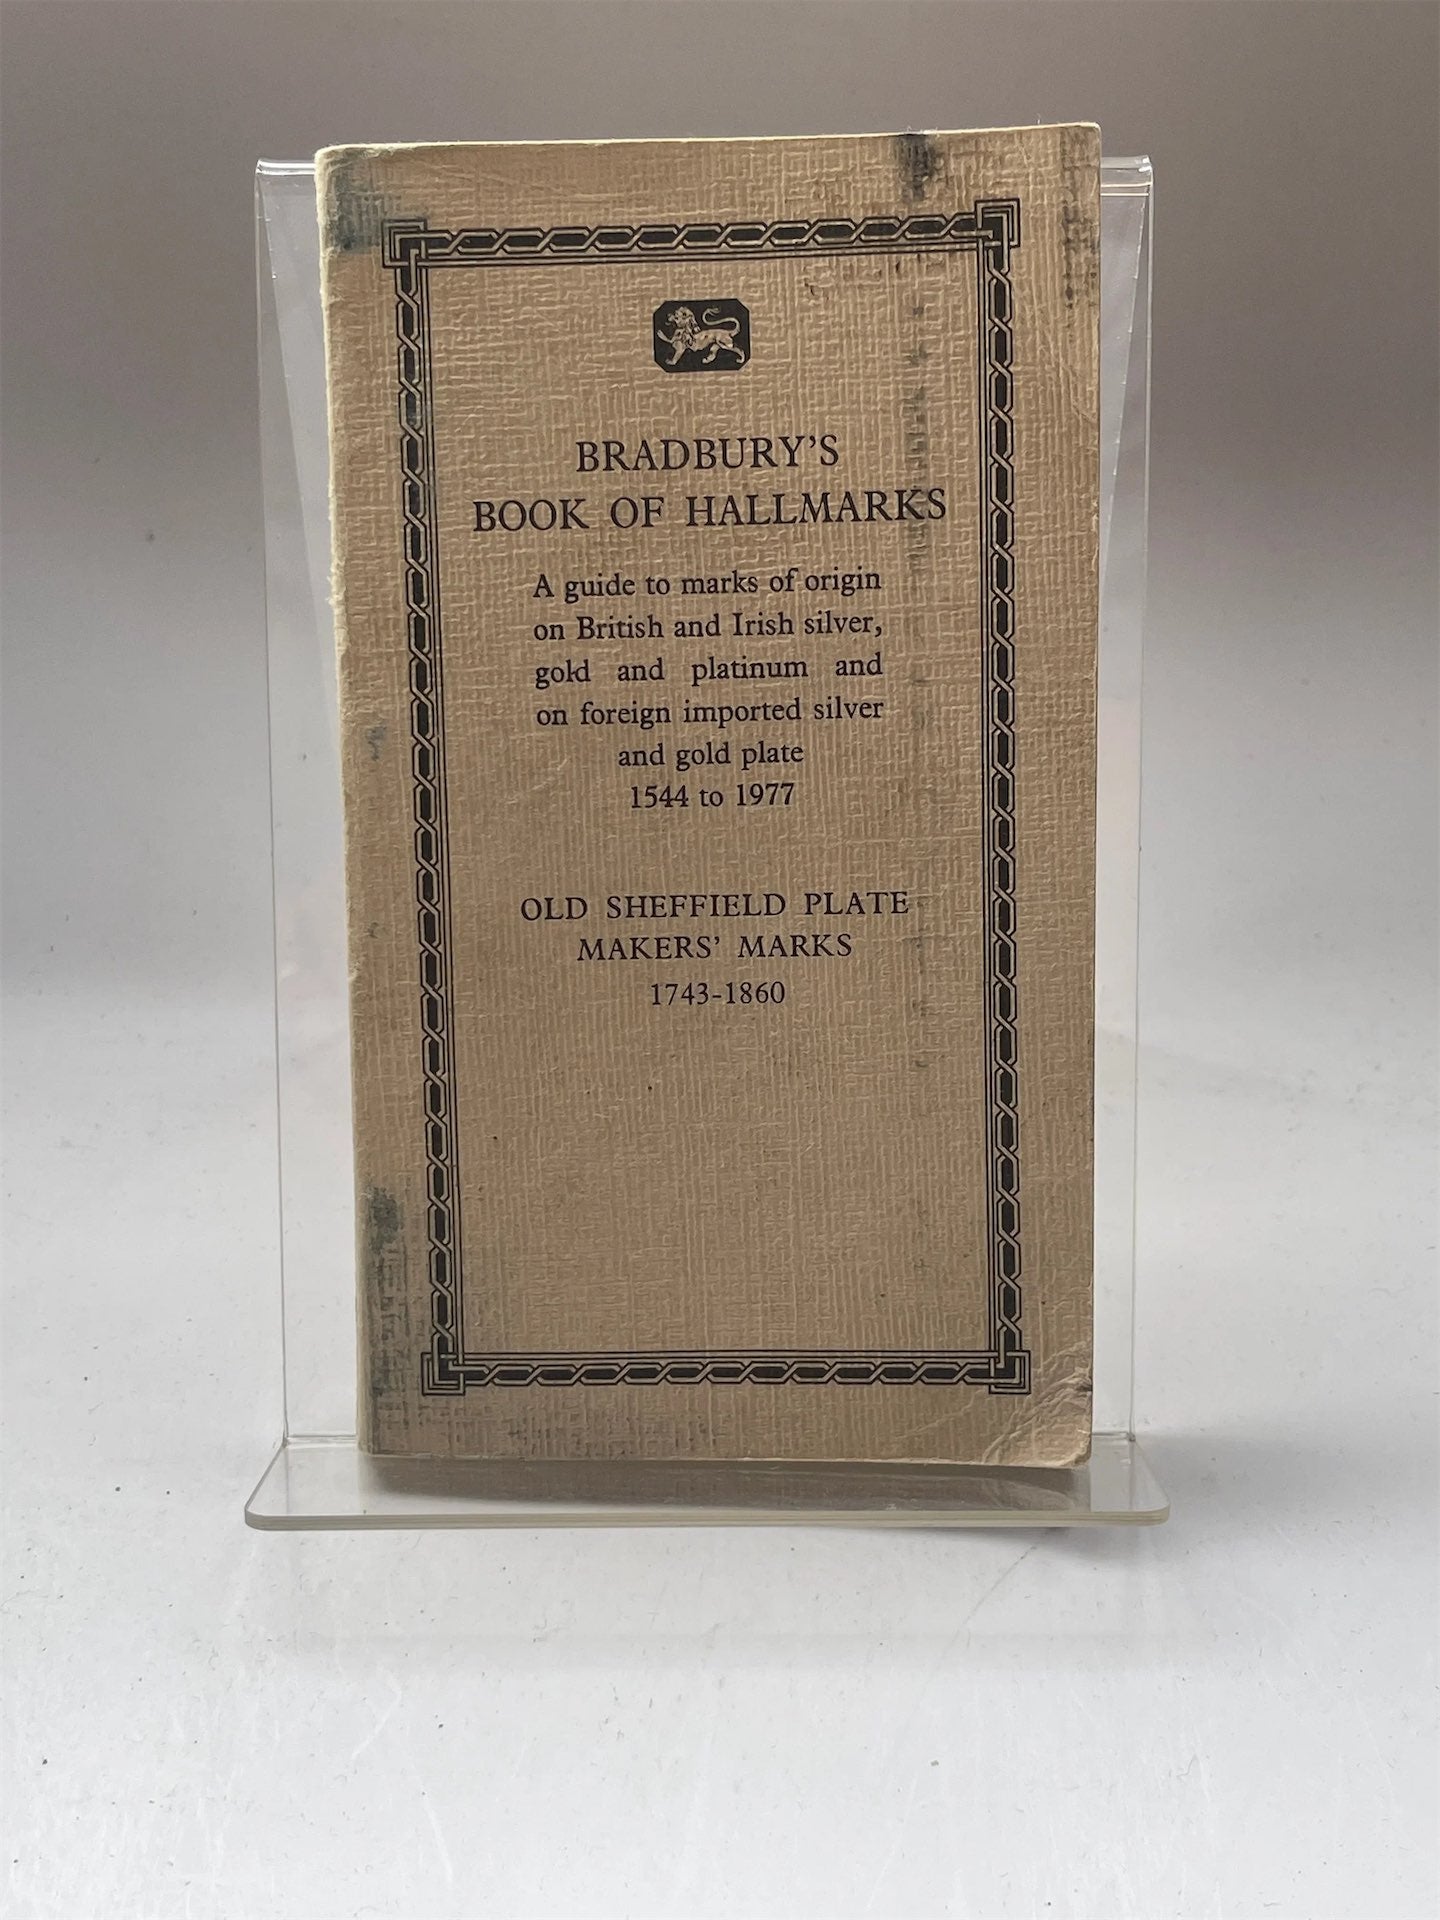 BRADBURY'S
BOOK OF HALLMARKS
A guide to marks of origin
on British and Irish silver,
gold and platinum and
on foreign imported silver
and gold plate
1544 to 1977
OLD SHEFFIELD PLATE
MAKERS' MARKS
1743-1860